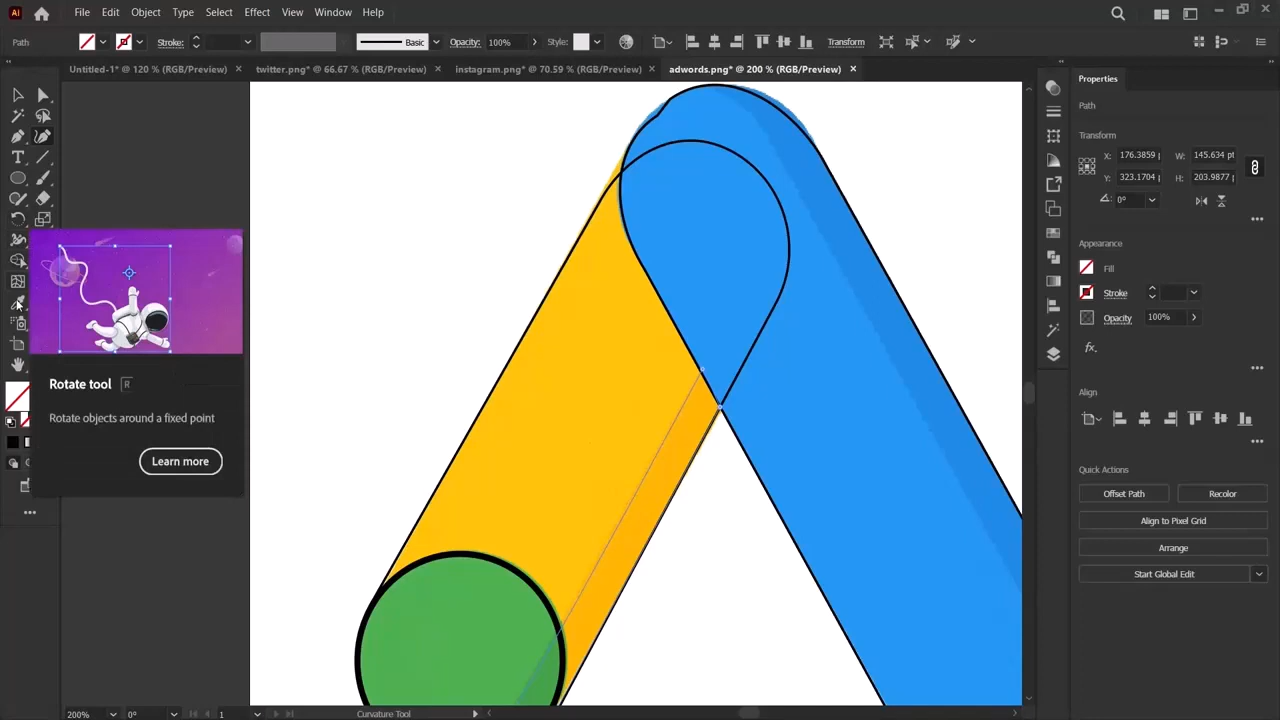 Ai File Edit Object Type Select Effect View Window Help
Path Stroke: Basic Opacity: 100% Style: Transform
Untitled-1* @ 120 % (RGB/Preview) × twitter.png* @ 66.67 % (RGB/Preview) × instagram.png* @ 70.59 % (RGB/Preview) × adwords.png* @ 200 % (RGB/Preview) ×
Properties
Path
Transform
X: 176.3859 W: 145.634 pt
Y: 323.1704 H: 203.9877
0°
Appearance
Fill
Stroke
Opacity 100%
fx.
Align
Quick Actions
Offset Path Recolor
Align to Pixel Grid
Arrange
Start Global Edit
T
Rotate tool R
Rotate objects around a fixed point
Learn more
200% 0° 1 Curvature Tool